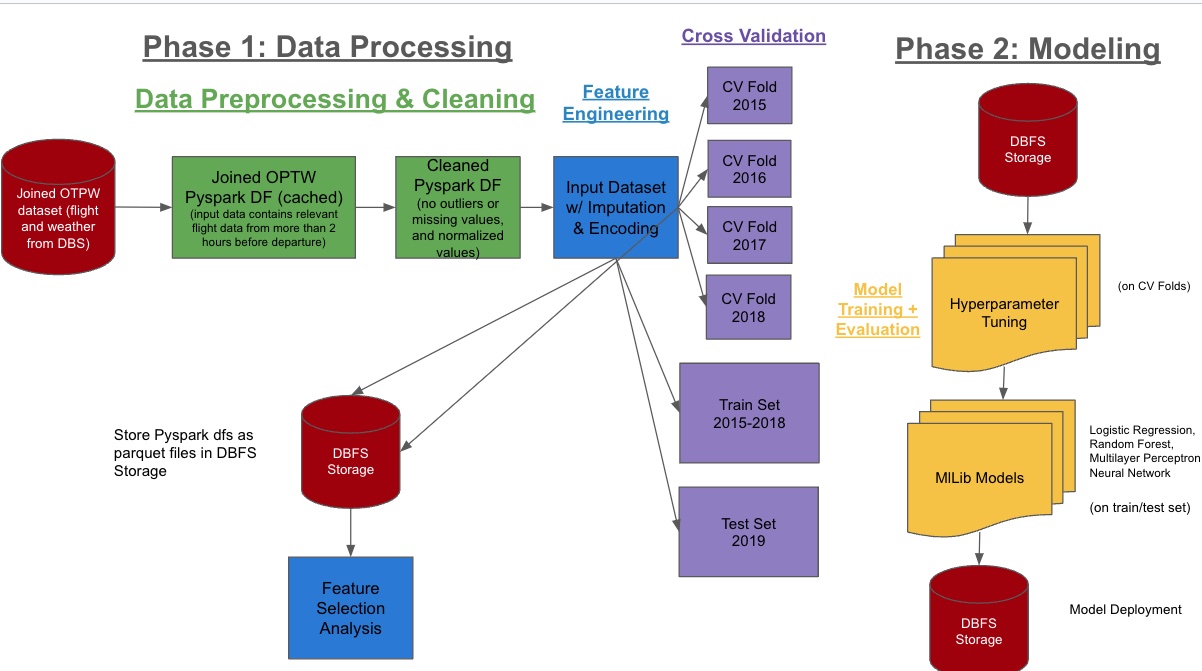 Phase 1: Data Processing
Data Preprocessing & Cleaning
Joined OTPW
dataset (flight
and weather
from DBS)
Joined OPTW
Pyspark DF (cached)
(input data contains relevant
flight data from more than 2
hours before departure)
Cleaned
Pyspark DF
(no outliers or
missing values,
and normalized
values)
Feature
Engineering
Input Dataset
w/ Imputation
& Encoding
Cross Validation
CV Fold
2015
CV Fold
2016
CV Fold
2017
CV Fold
2018
Train Set
2015-2018
Test Set
2019
Store Pyspark dfs as
parquet files in DBFS
Storage
DBFS
Storage
Feature
Selection
Analysis
Phase 2: Modeling
DBFS
Storage
Model
Training +
Evaluation
Hyperparameter
Tuning
(on CV Folds)
MlLib Models
Logistic Regression,
Random Forest,
Multilayer Perceptron
Neural Network
(on train/test set)
DBFS
Storage
Model Deployment